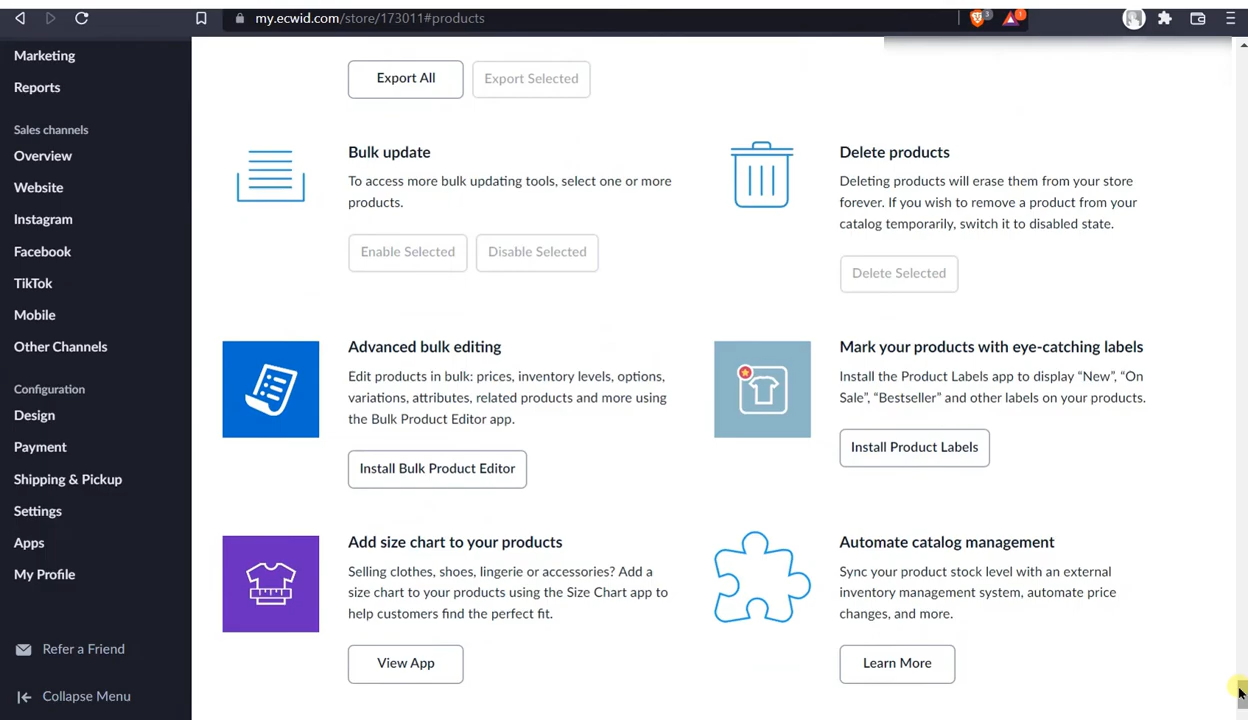 my.ecwid.com/store/173011#products
3
1
Marketing
Reports
Sales channels
Overview
Website
Instagram
Facebook
TikTok
Mobile
Other Channels
Configuration
Design
Payment
Shipping & Pickup
Settings
Apps
My Profile
Refer a Friend
Collapse Menu
Export All
Export Selected
Bulk update
To access more bulk updating tools, select one or more
products.
Enable Selected
Disable Selected
Delete products
Deleting products will erase them from your store
forever. If you wish to remove a product from your
catalog temporarily, switch it to disabled state.
Delete Selected
Advanced bulk editing
Edit products in bulk: prices, inventory levels, options,
variations, attributes, related products and more using
the Bulk Product Editor app.
Install Bulk Product Editor
Mark your products with eye-catching labels
Install the Product Labels app to display “New”, “On
Sale”, “Bestseller” and other labels on your products.
Install Product Labels
Add size chart to your products
Selling clothes, shoes, lingerie or accessories? Add a
size chart to your products using the Size Chart app to
help customers find the perfect fit.
View App
Automate catalog management
Sync your product stock level with an external
inventory management system, automate price
changes, and more.
Learn More